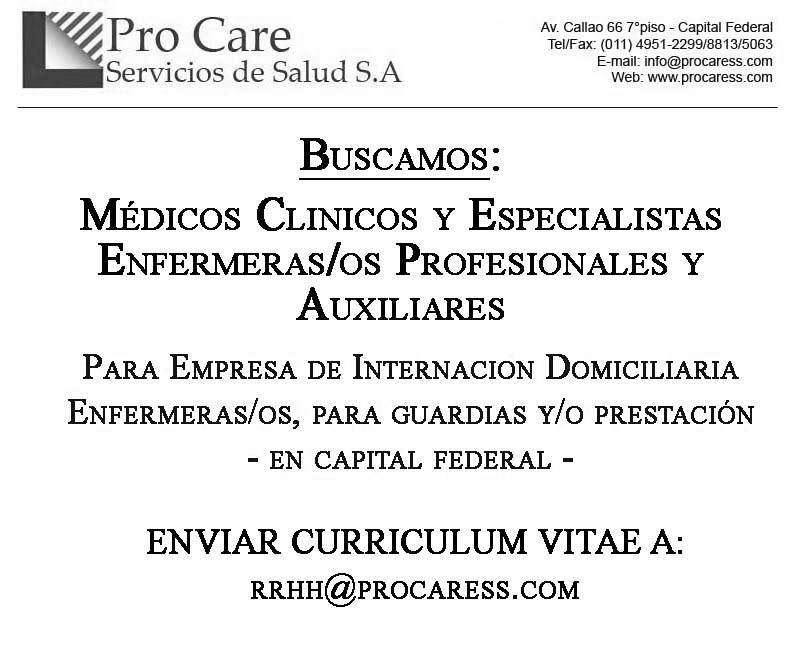 Pro Care
Servicios de Salud S.A
Av. Callao 66 7°piso - Capital Federal
Tel/Fax: (011) 4951-2299/8813/5063
E-mail: info@procaress.com
Web: www.procaress.com
BUSCAMOS:
MÉDICOS CLINICOS Y ESPECIALISTAS
ENFERMERAS/OS PROFESIONALES Y
AUXILIARES
PARA EMPRESA DE INTERNACION DOMICILIARIA
ENFERMERAS/OS, PARA GUARDIAS Y/O PRESTACIÓN
- EN CAPITAL FEDERAL -
ENVIAR CURRICULUM VITAE A:
RRHH@PROCARESS.COM